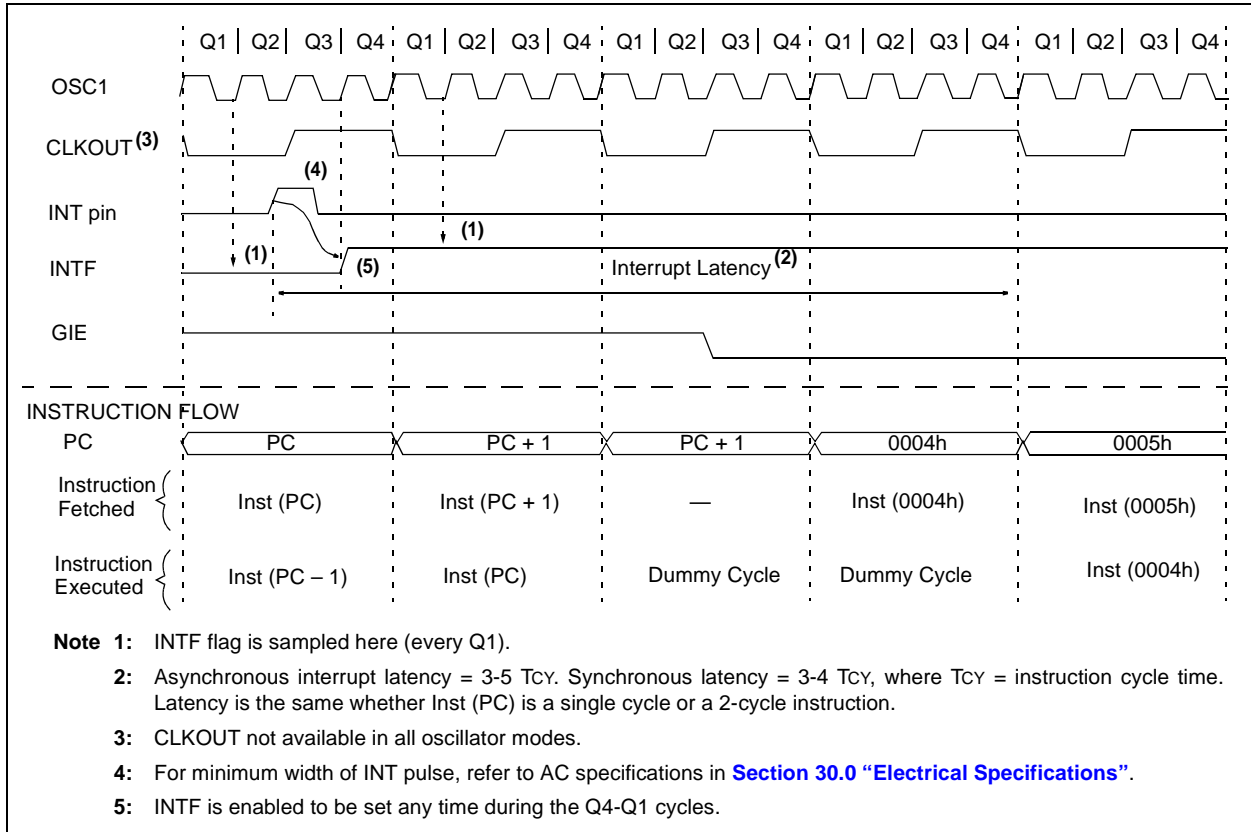 Q1 Q2 Q3 Q4 Q1 Q2 Q3 Q4 Q1 Q2 Q3 Q4 Q1 Q2 Q3 Q4 Q1 Q2 Q3 Q4
OSC1
CLKOUT (3)
(4)
INT pin
(1) (1)
INTF (5) Interrupt Latency (2)
GIE
INSTRUCTION FLOW
PC PC PC + 1 PC + 1 0004h 0005h
Instruction
Fetched Inst (PC) Inst (PC + 1) — Inst (0004h) Inst (0005h)
Instruction
Executed Inst (PC – 1) Inst (PC) Dummy Cycle Dummy Cycle Inst (0004h)
Note 1: INTF flag is sampled here (every Q1).
2: Asynchronous interrupt latency = 3-5 TCY. Synchronous latency = 3-4 TCY, where TCY = instruction cycle time.
Latency is the same whether Inst (PC) is a single cycle or a 2-cycle instruction.
3: CLKOUT not available in all oscillator modes.
4: For minimum width of INT pulse, refer to AC specifications in Section 30.0 “Electrical Specifications”.
5: INTF is enabled to be set any time during the Q4-Q1 cycles.